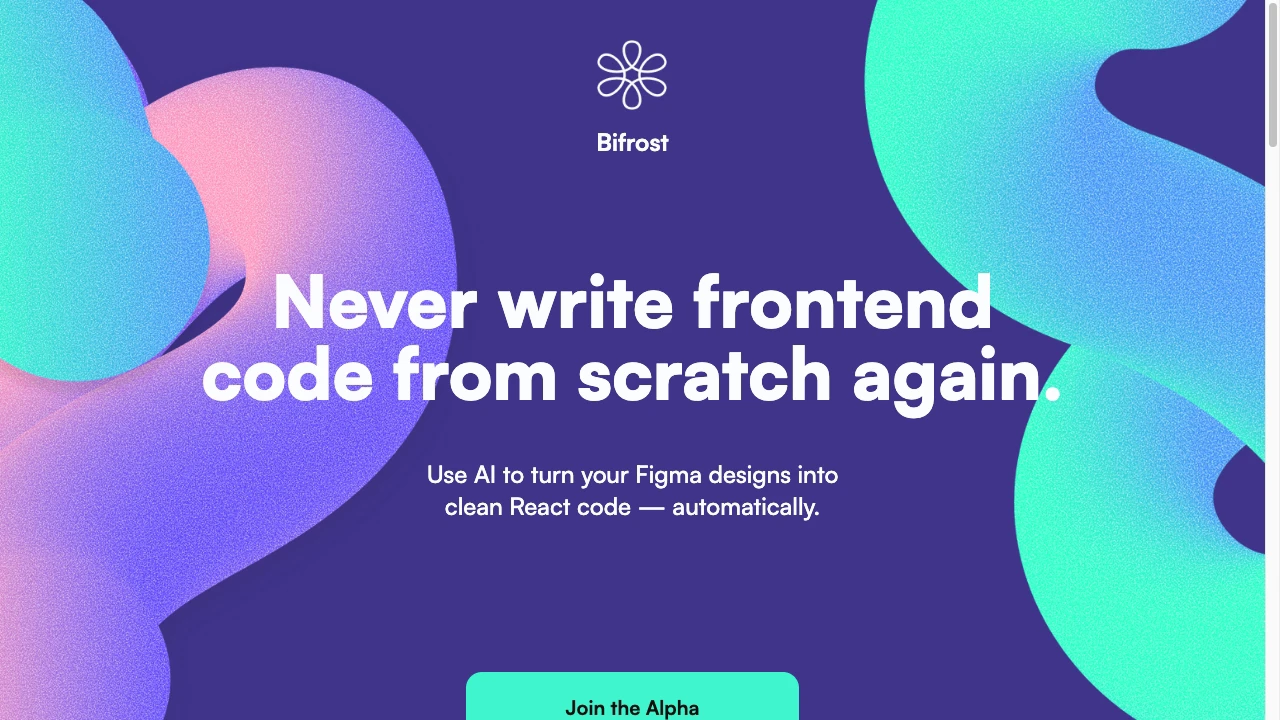 Bifrost
Never write frontend
code from scratch again.
Use AI to turn your Figma designs into
clean React code — automatically.
Join the Alpha